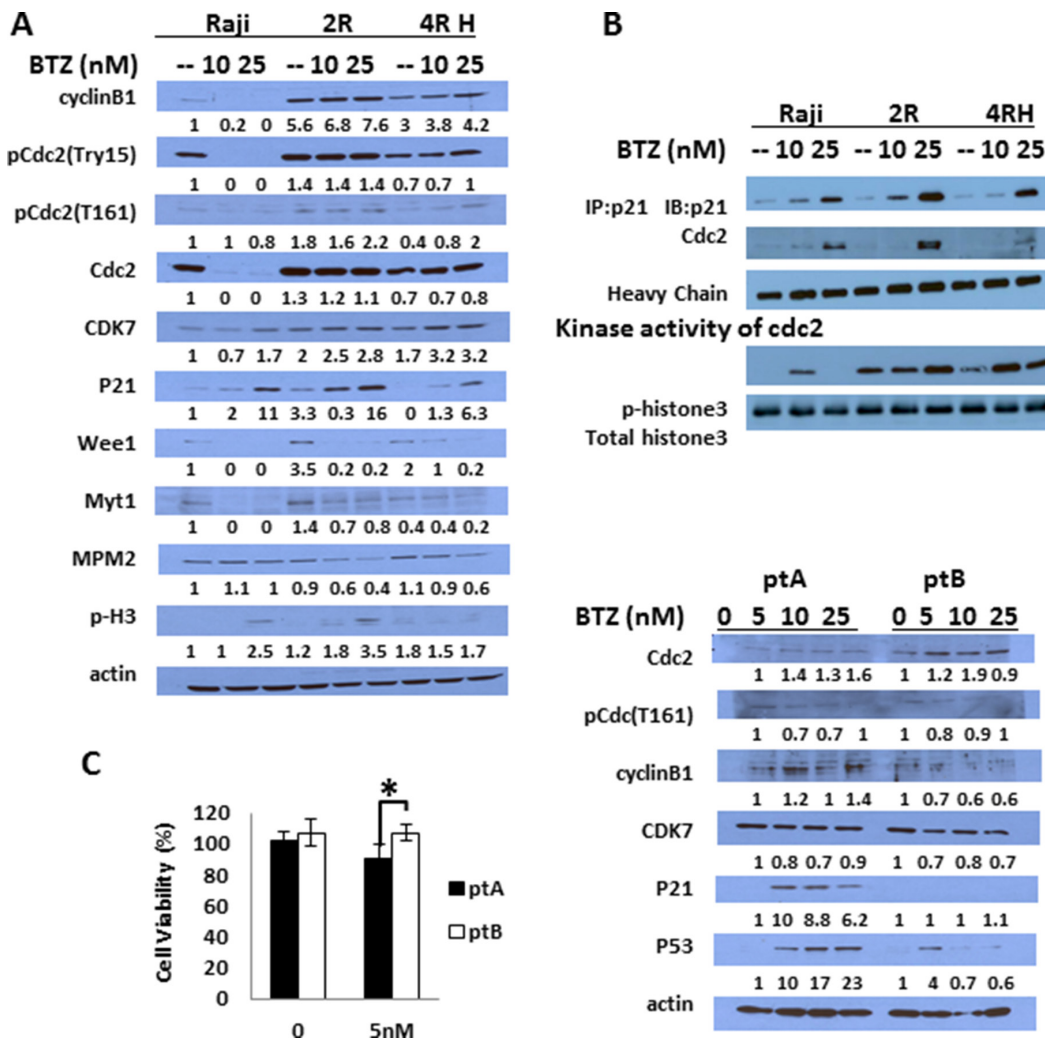 A
Raji 2R 4R H
BTZ (nM) -- 10 25 -- 10 25 -- 10 25
cyclinB1
1 0.2 0 5.6 6.8 7.6 3 3.8 4.2
pCdc2(Try15)
1 0 0 1.4 1.4 1.4 0.7 0.7 1
pCdc2(T161)
1 1 0.8 1.8 1.6 2.2 0.4 0.8 2
Cdc2
1 0 0 1.3 1.2 1.1 0.7 0.7 0.8
CDK7
1 0.7 1.7 2 2.5 2.8 1.7 3.2 3.2
P21
1 2 11 3.3 0.3 16 0 1.3 6.3
Wee1
1 0 0 3.5 0.2 0.2 2 1 0.2
Myt1
1 0 0 1.4 0.7 0.8 0.4 0.4 0.2
MPM2
1 1.1 1 0.9 0.6 0.4 1.1 0.9 0.6
p-H3
1 1 2.5 1.2 1.8 3.5 1.8 1.5 1.7
actin
B
Raji 2R 4RH
BTZ (nM) -- 10 25 -- 10 25 -- 10 25
IP:p21 IB:p21
Cdc2
Heavy Chain
Kinase activity of cdc2
p-histone3
Total histone3
C
120
100
80
60
40
20
0
Cell Viability (%)
*
ptA
ptB
0 5nM
ptA ptB
BTZ (nM) 0 5 10 25 0 5 10 25
Cdc2
1 1.4 1.3 1.6 1 1.2 1.9 0.9
pCdc(T161)
1 0.7 0.7 1 1 0.8 0.9 1
cyclinB1
1 1.2 1 1.4 1 0.7 0.6 0.6
CDK7
1 0.8 0.7 0.9 1 0.7 0.8 0.7
P21
1 10 8.8 6.2 1 1 1 1.1
P53
1 10 17 23 1 4 0.7 0.6
actin